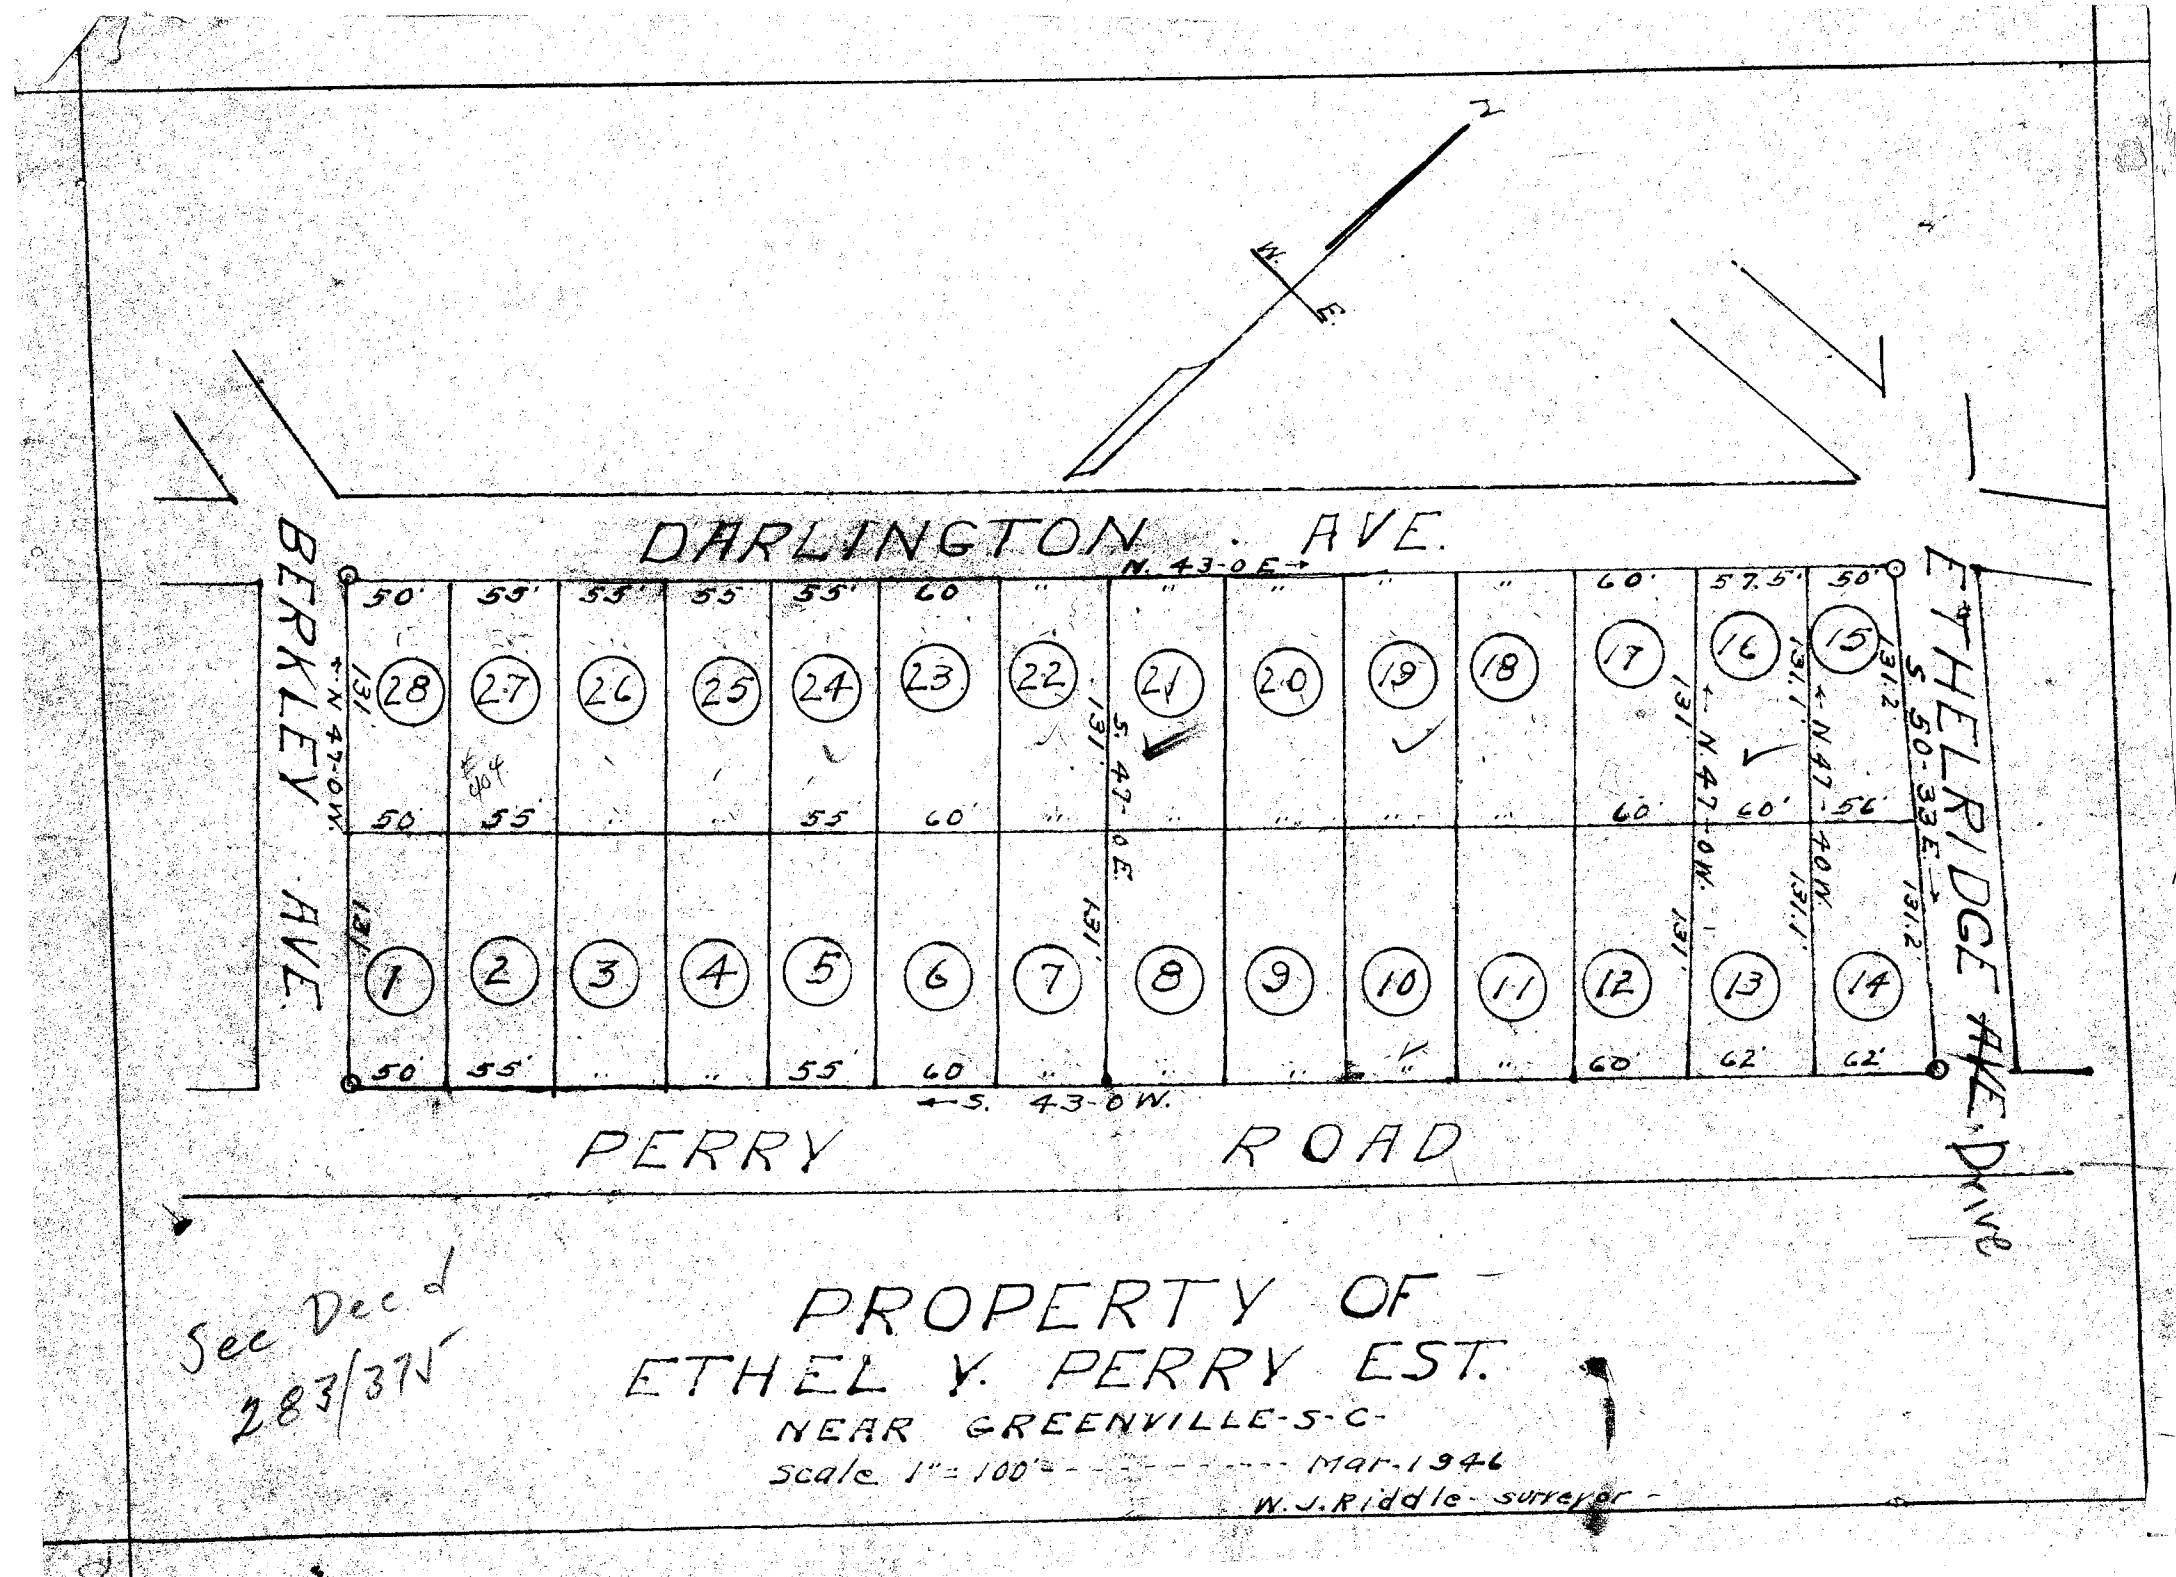 N
W.
E.
DARLINGTON AVE.
N. 43-0 E→
BERKLEY AVE.
←N 47-0 W.
ETHELRIDGE AVE. Drive
S 50-33 E→
50' 55' 55' 55 55' 60 " " " " " 60' 57.5' 50'
28 27 26 25 24 23 22 21 20 19 18 17 16 15
131.' 131.' 131.' 131.1' 131.2
#404
S. 47-0 E.
← N 47-0 W.
← N 47-40 W.
50' 55' " " 55 60' " " " " " 60' 60' 56'
131.' 131.' 131.' 131.1' 131.2'
1 2 3 4 5 6 7 8 9 10 11 12 13 14
50' 55' " " 55' 60 " " " " " 60' 62' 62'
←S. 43-0 W.
PERRY ROAD
PROPERTY OF
ETHEL Y. PERRY EST.
NEAR GREENVILLE-S-C-
Scale 1"=100'------------ Mar. 1946
W. J. Riddle- surveyor-
283/375